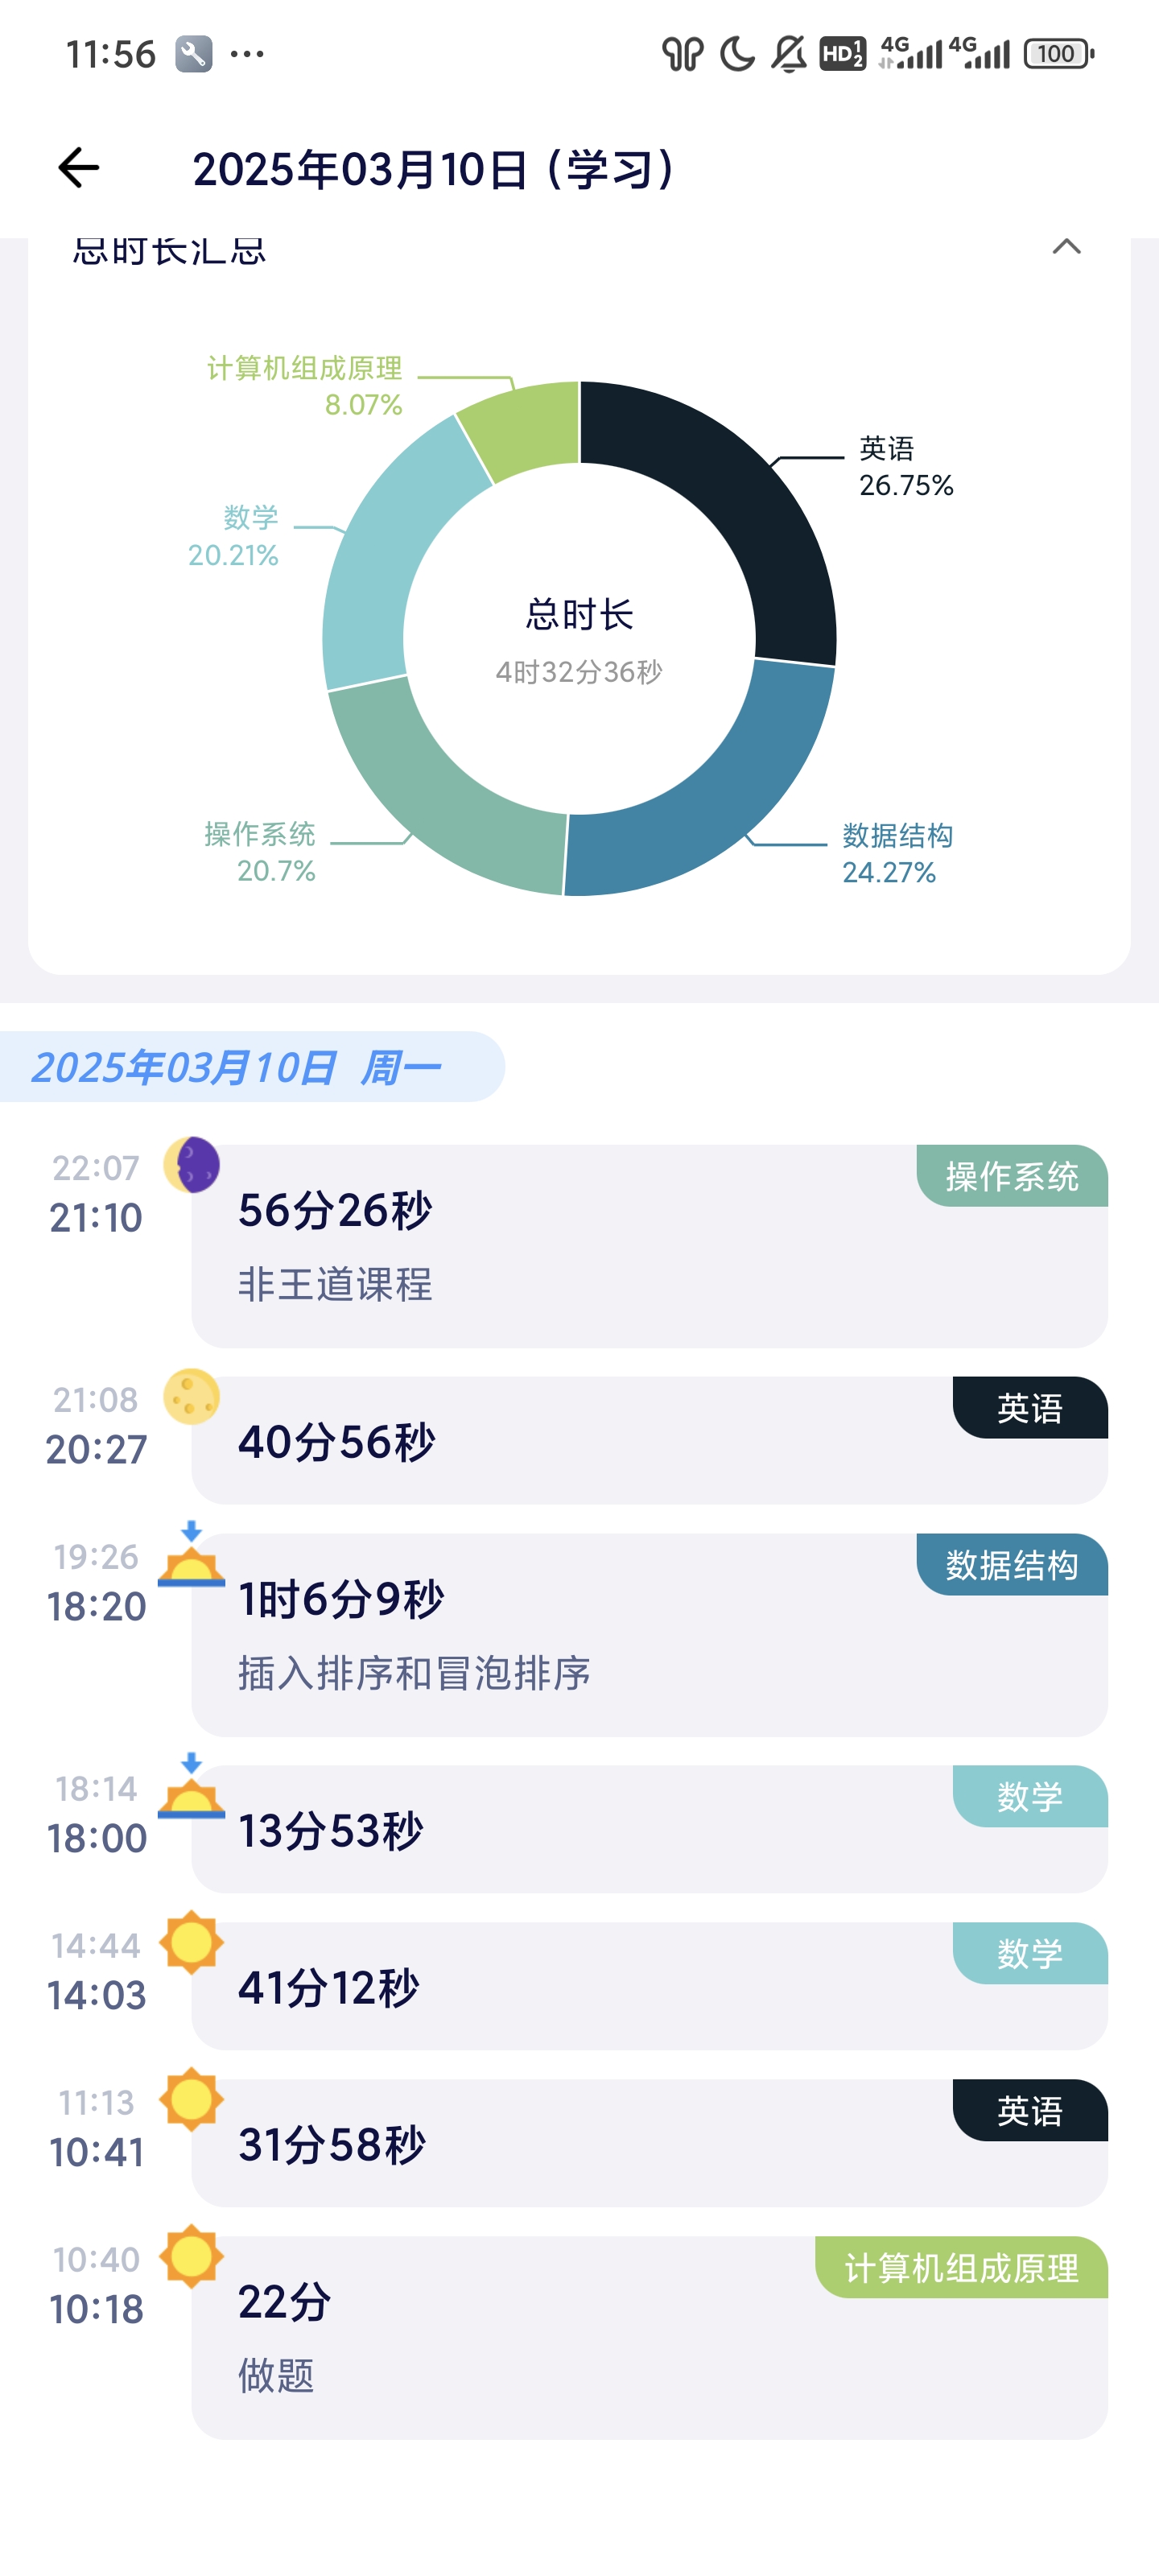 11:56
HD 1 2 4G 4G 100
2025年03月10日（学习）
总时长汇总
计算机组成原理
8.07%
英语
26.75%
数学
20.21%
总时长
4时32分36秒
操作系统
20.7%
数据结构
24.27%
2025年03月10日 周一
22:07
21:10
操作系统
56分26秒
非王道课程
21:08
20:27
英语
40分56秒
19:26
18:20
数据结构
1时6分9秒
插入排序和冒泡排序
18:14
18:00
数学
13分53秒
14:44
14:03
数学
41分12秒
11:13
10:41
英语
31分58秒
10:40
10:18
计算机组成原理
22分
做题